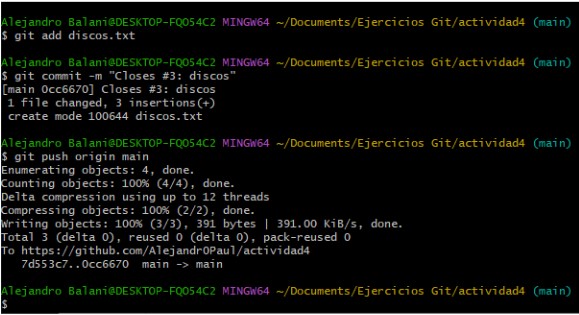 Alejandro Balani@DESKTOP-FQO54C2 MINGW64 ~/Documents/Ejercicios Git/actividad4 (main)
$ git add discos.txt
Alejandro Balani@DESKTOP-FQO54C2 MINGW64 ~/Documents/Ejercicios Git/actividad4 (main)
$ git commit -m "Closes #3: discos"
[main 0cc6670] Closes #3: discos
1 file changed, 3 insertions(+)
create mode 100644 discos.txt
Alejandro Balani@DESKTOP-FQO54C2 MINGW64 ~/Documents/Ejercicios Git/actividad4 (main)
$ git push origin main
Enumerating objects: 4, done.
Counting objects: 100% (4/4), done.
Delta compression using up to 12 threads
Compressing objects: 100% (2/2), done.
Writing objects: 100% (3/3), 391 bytes | 391.00 KiB/s, done.
Total 3 (delta 0), reused 0 (delta 0), pack-reused 0
To https://github.com/Alejandr0Paul/actividad4
7d553c7..0cc6670 main -> main
Alejandro Balani@DESKTOP-FQO54C2 MINGW64 ~/Documents/Ejercicios Git/actividad4 (main)
$